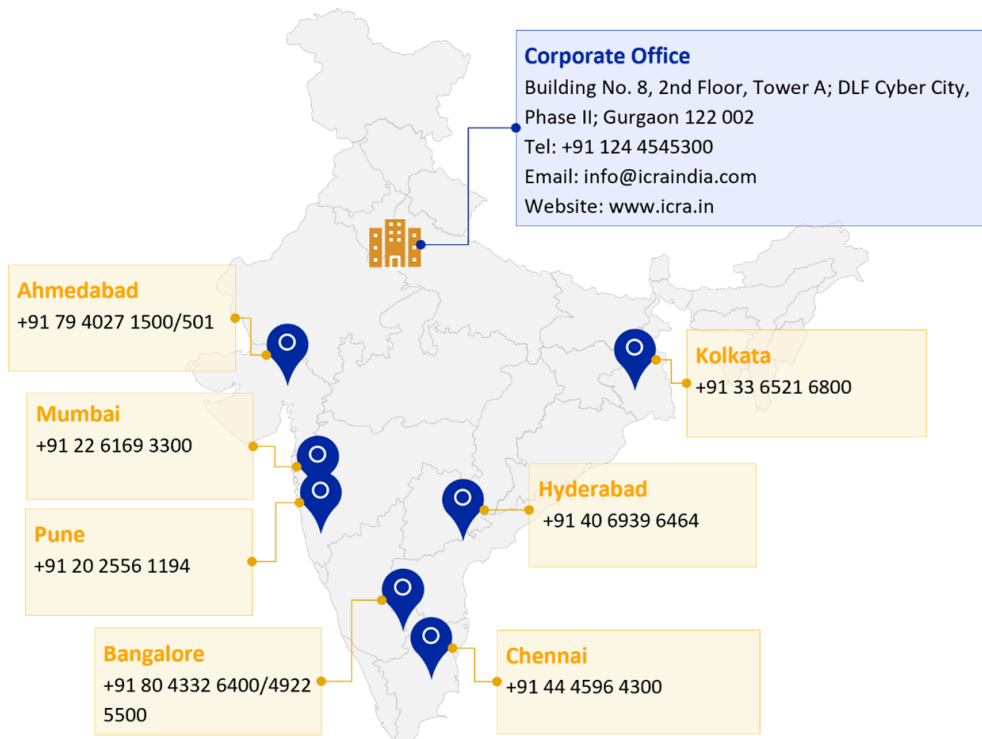 Corporate Office
Building No. 8, 2nd Floor, Tower A; DLF Cyber City,
Phase II; Gurgaon 122 002
Tel: +91 124 4545300
Email: info@icraindia.com
Website: www.icra.in
Ahmedabad
+91 79 4027 1500/501
Kolkata
+91 33 6521 6800
Mumbai
+91 22 6169 3300
Hyderabad
+91 40 6939 6464
Pune
+91 20 2556 1194
Bangalore
+91 80 4332 6400/4922
5500
Chennai
+91 44 4596 4300